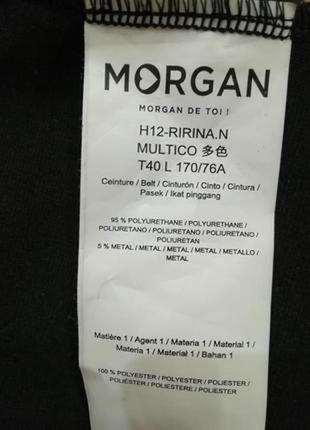 MORGAN
MORGAN DE TOI !
H12-RIRINA.N
MULTICO 多色
T40 L 170/76A
Ceinture / Belt / Cinturón / Cinto / Cintura /
Pasek / Ikat pinggang
95 % POLYURETHANE / POLYURETHANE /
POLIURETANO / POLIURETANO / POLIURETANO /
POLIURETAN
5 % METAL / METAL / METAL / METAL / METALLO /
METAL
Matière 1 / Agent 1 / Materia 1 / Material 1 /
Materia 1 / Materiał 1 / Bahan 1
100 % POLYESTER / POLYESTER / POLIESTER /
POLIÉSTER / POLIESTERE / POLIESTER /